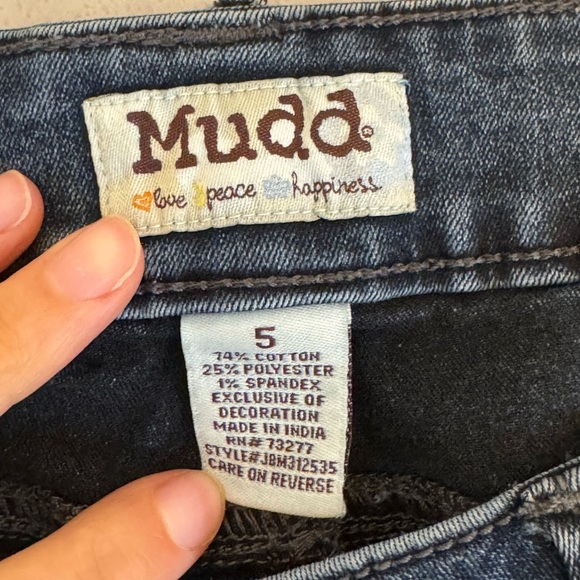 Mudd®
love peace happiness
5
74% COTTON
25% POLYESTER
1% SPANDEX
EXCLUSIVE OF
DECORATION
MADE IN INDIA
RN# 73277
STYLE#JBM312535
CARE ON REVERSE